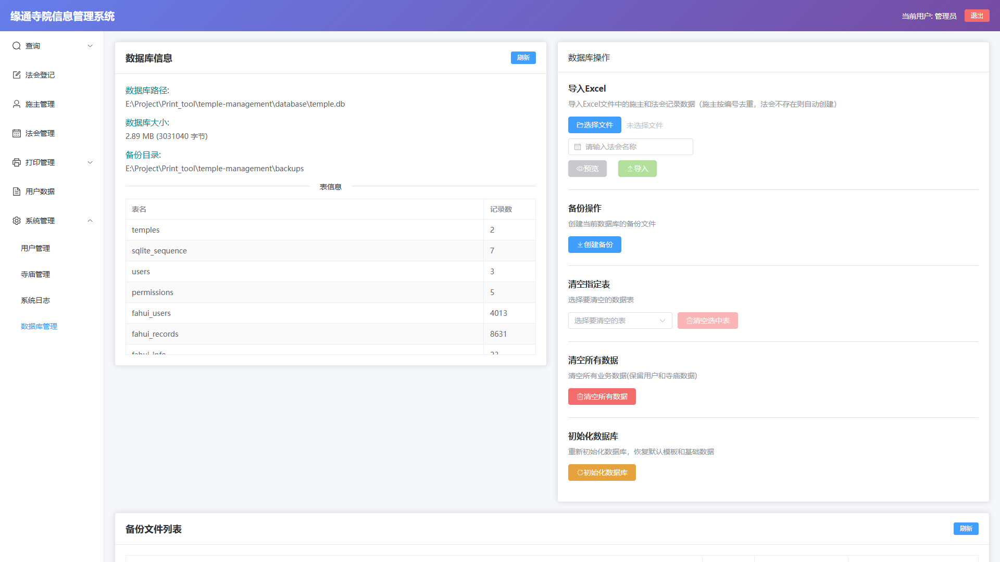 缘通寺院信息管理系统
当前用户: 管理员
退出
查询
法会登记
施主管理
法会管理
打印管理
用户数据
系统管理
用户管理
寺庙管理
系统日志
数据库管理
数据库信息
刷新
数据库路径:
E:\Project\Print_tool\temple-management\database\temple.db
数据库大小:
2.89 MB (3031040 字节)
备份目录:
E:\Project\Print_tool\temple-management\backups
表信息
表名 记录数
temples 2
sqlite_sequence 7
users 3
permissions 5
fahui_users 4013
fahui_records 8631
fahui_info 23
数据库操作
导入Excel
导入Excel文件中的施主和法会记录数据（施主按编号去重，法会不存在则自动创建）
选择文件 未选择文件
请输入法会名称
预览 导入
备份操作
创建当前数据库的备份文件
创建备份
清空指定表
选择要清空的数据表
选择要清空的表 清空选中表
清空所有数据
清空所有业务数据(保留用户和寺庙数据)
清空所有数据
初始化数据库
重新初始化数据库，恢复默认模板和基础数据
初始化数据库
备份文件列表
刷新